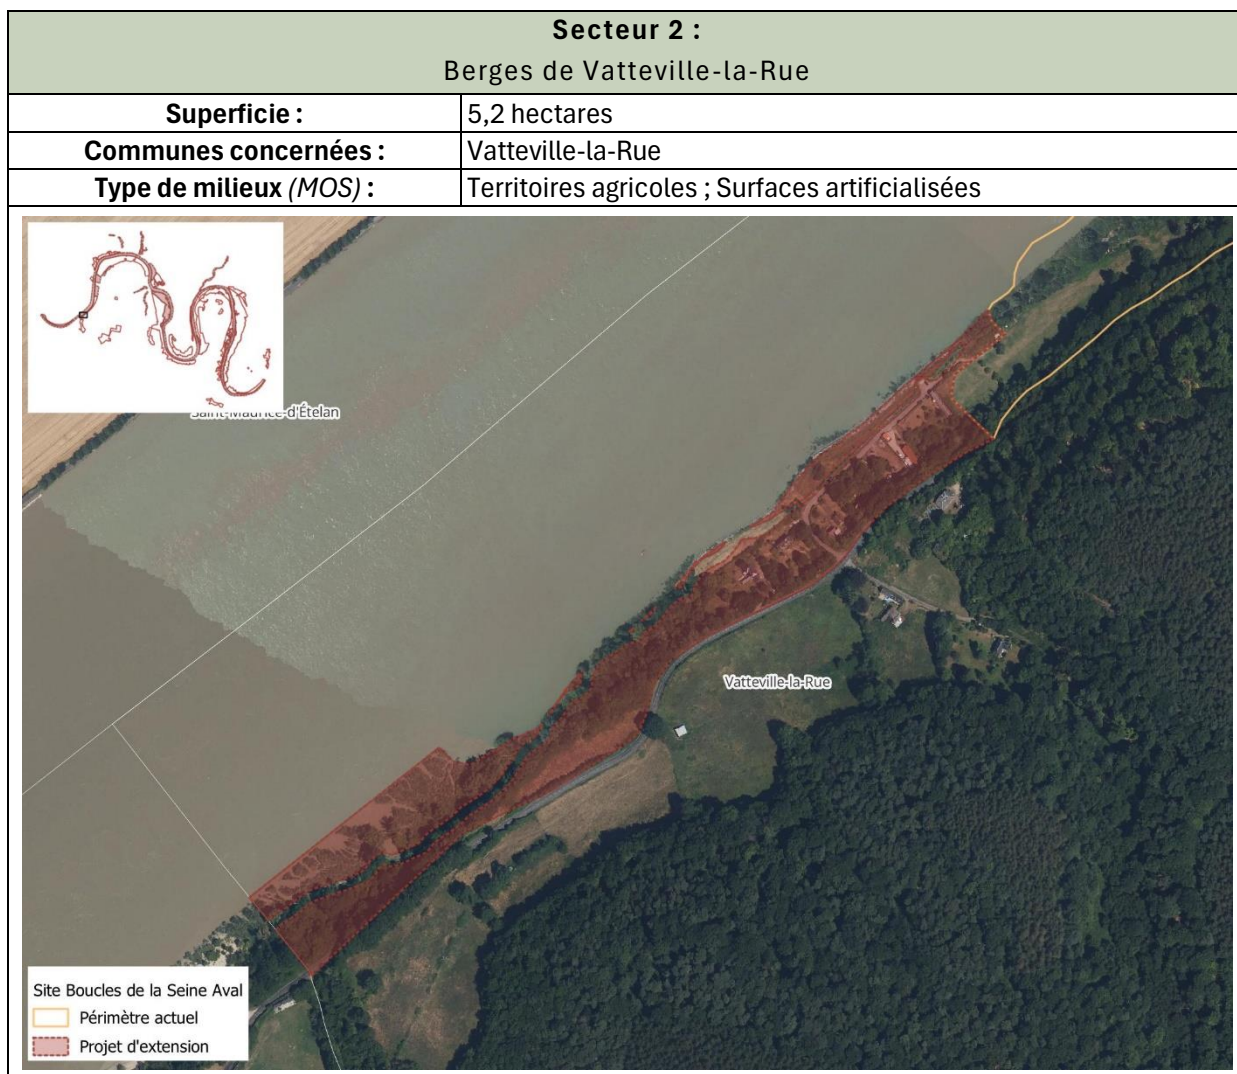 Secteur 2 :
Berges de Vatteville-la-Rue
Superficie : 5,2 hectares
Communes concernées : Vatteville-la-Rue
Type de milieux (MOS) : Territoires agricoles ; Surfaces artificialisées
Saint-Maurice-d'Ételan
Vatteville-la-Rue
Site Boucles de la Seine Aval
Périmètre actuel
Projet d'extension